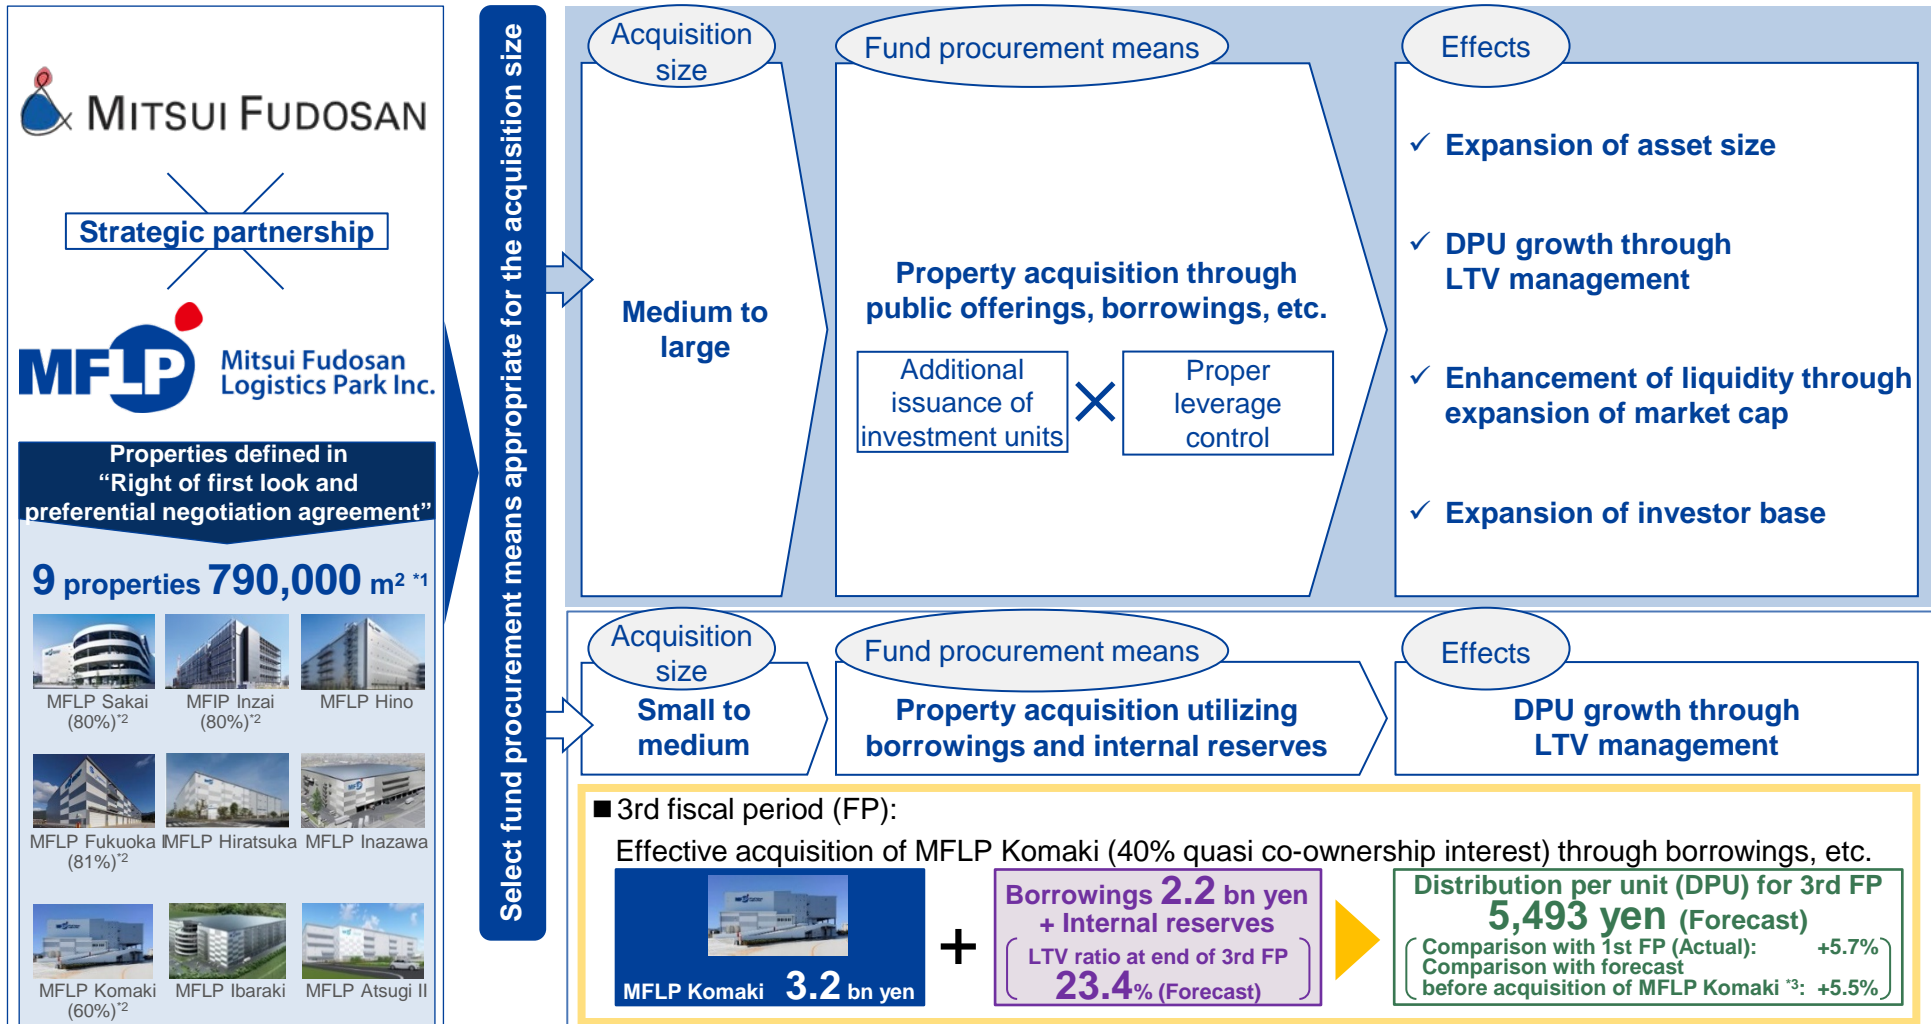 MITSUI FUDOSAN
Strategic partnership
MFLP
Mitsui Fudosan
Logistics Park Inc.
Properties defined in
“Right of first look and
preferential negotiation agreement”
9 properties 790,000 m² *1
MFLP Sakai
(80%)*2
MFIP Inzai
(80%)*2
MFLP Hino
MFLP Fukuoka I
(81%)*2
MFLP Hiratsuka
MFLP Inazawa
MFLP Komaki
(60%)*2
MFLP Ibaraki
MFLP Atsugi II
Select fund procurement means appropriate for the acquisition size
Acquisition
size
Fund procurement means
Effects
Medium to
large
Property acquisition through
public offerings, borrowings, etc.
Additional
issuance of
investment units
Proper
leverage
control
✓ Expansion of asset size
✓ DPU growth through
LTV management
✓ Enhancement of liquidity through
expansion of market cap
✓ Expansion of investor base
Acquisition
size
Fund procurement means
Effects
Small to
medium
Property acquisition utilizing
borrowings and internal reserves
DPU growth through
LTV management
■ 3rd fiscal period (FP):
Effective acquisition of MFLP Komaki (40% quasi co-ownership interest) through borrowings, etc.
MFLP Komaki 3.2 bn yen
+
Borrowings 2.2 bn yen
+ Internal reserves
LTV ratio at end of 3rd FP
23.4% (Forecast)
Distribution per unit (DPU) for 3rd FP
5,493 yen (Forecast)
Comparison with 1st FP (Actual): +5.7%
Comparison with forecast
before acquisition of MFLP Komaki *3: +5.5%